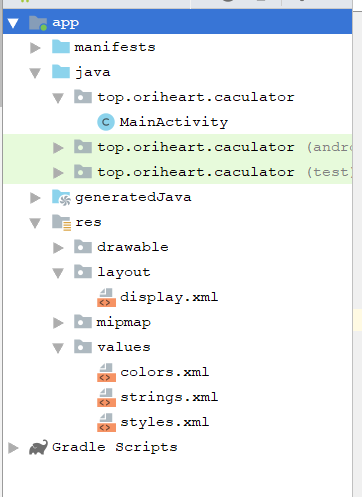 app
manifests
java
top.oriheart.caculator
MainActivity
top.oriheart.caculator (andro
top.oriheart.caculator (test)
generatedJava
res
drawable
layout
display.xml
mipmap
values
colors.xml
strings.xml
styles.xml
Gradle Scripts